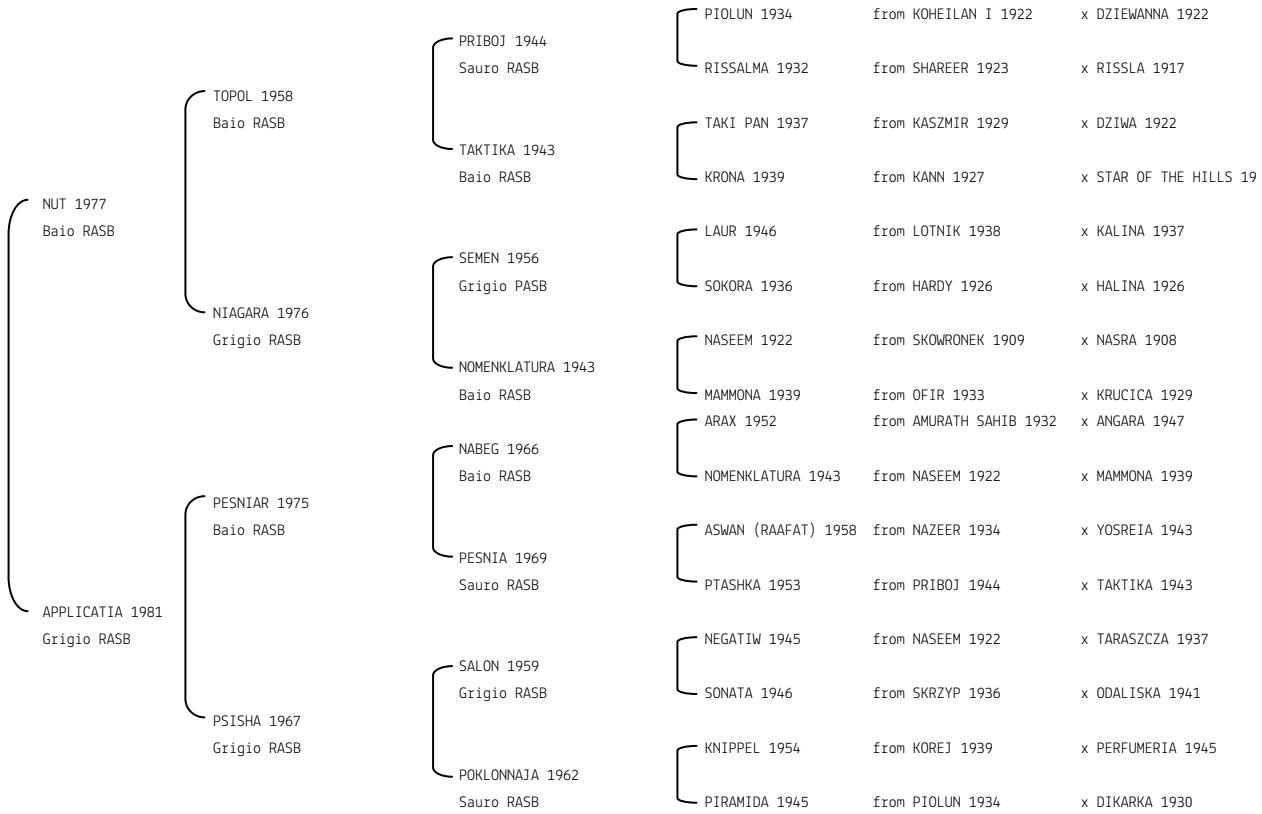 PIOLUN 1934 from KOHEILAN I 1922 x DZIEWANNA 1922
PRIBOJ 1944
Sauro RASB
RISSALMA 1932 from SHAREER 1923 x RISSLA 1917
TOPOL 1958
Baio RASB
TAKI PAN 1937 from KASZMIR 1929 x DZIWA 1922
TAKTIKA 1943
Baio RASB
KRONA 1939 from KANN 1927 x STAR OF THE HILLS 19
NUT 1977
Baio RASB
LAUR 1946 from LOTNIK 1938 x KALINA 1937
SEMEN 1956
Grigio PASB
SOKORA 1936 from HARDY 1926 x HALINA 1926
NIAGARA 1976
Grigio RASB
NASEEM 1922 from SKOWRONEK 1909 x NASRA 1908
NOMENKLATURA 1943
Baio RASB
MAMMONA 1939 from OFIR 1933 x KRUCICA 1929
ARAX 1952 from AMURATH SAHIB 1932 x ANGARA 1947
NABEG 1966
Baio RASB
NOMENKLATURA 1943 from NASEEM 1922 x MAMMONA 1939
PESNIAR 1975
Baio RASB
ASWAN (RAAFAT) 1958 from NAZEER 1934 x YOSREIA 1943
PESNIA 1969
Sauro RASB
PTASHKA 1953 from PRIBOJ 1944 x TAKTIKA 1943
APPLICATIA 1981
Grigio RASB
NEGATIW 1945 from NASEEM 1922 x TARASZCZA 1937
SALON 1959
Grigio RASB
SONATA 1946 from SKRZYP 1936 x ODALISKA 1941
PSISHA 1967
Grigio RASB
KNIPPEL 1954 from KOREJ 1939 x PERFUMERIA 1945
POKLONNAJA 1962
Sauro RASB
PIRAMIDA 1945 from PIOLUN 1934 x DIKARKA 1930